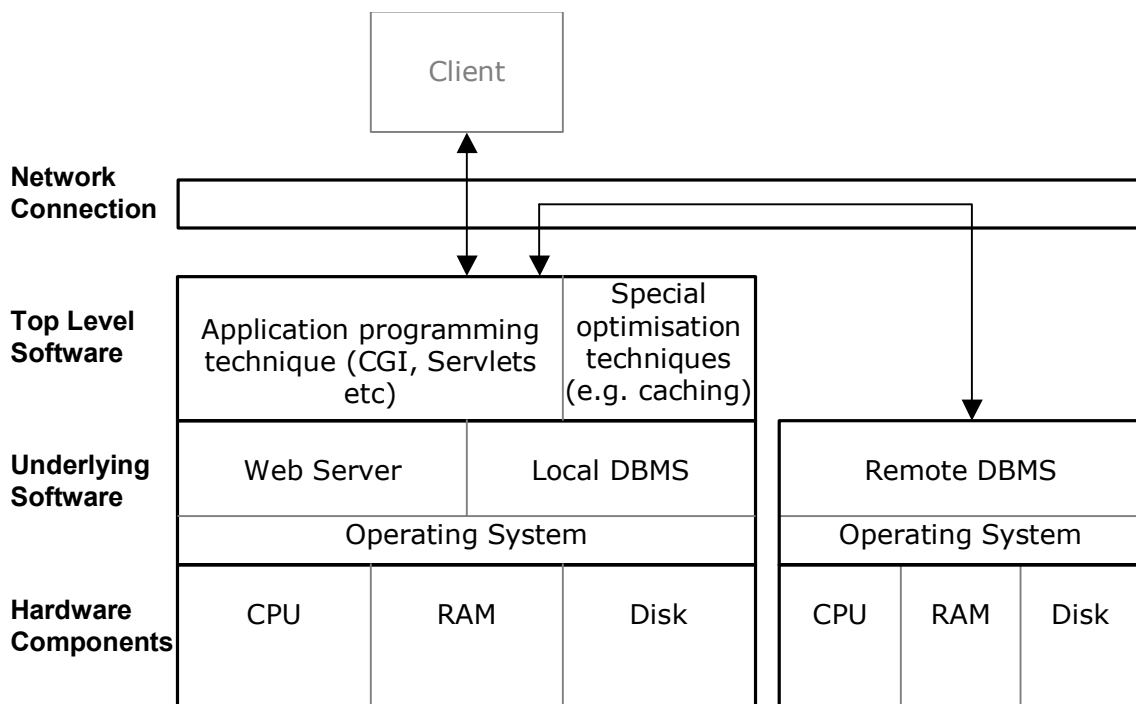 Client
Network
Connection
Top Level
Software
Application programming
technique (CGI, Servlets
etc)
Special
optimisation
techniques
(e.g. caching)
Underlying
Software
Web Server
Local DBMS
Remote DBMS
Operating System
Operating System
Hardware
Components
CPU
RAM
Disk
CPU
RAM
Disk